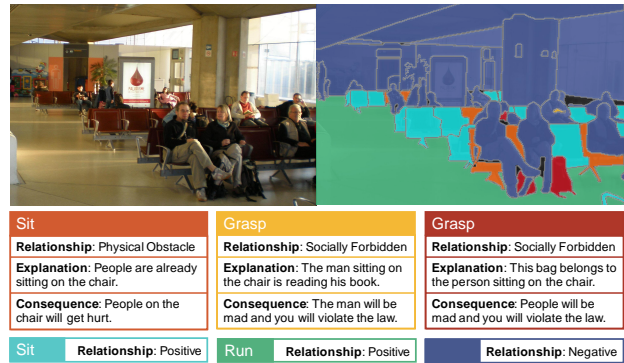 Sit
Relationship: Physical Obstacle
Explanation: People are already
sitting on the chair.
Consequence: People on the
chair will get hurt.
Grasp
Relationship: Socially Forbidden
Explanation: The man sitting on
the chair is reading his book.
Consequence: The man will be
mad and you will violate the law.
Grasp
Relationship: Socially Forbidden
Explanation: This bag belongs to
the person sitting on the chair.
Consequence: People will be
mad and you will violate the law.
Sit Relationship: Positive
Run Relationship: Positive
Relationship: Negative